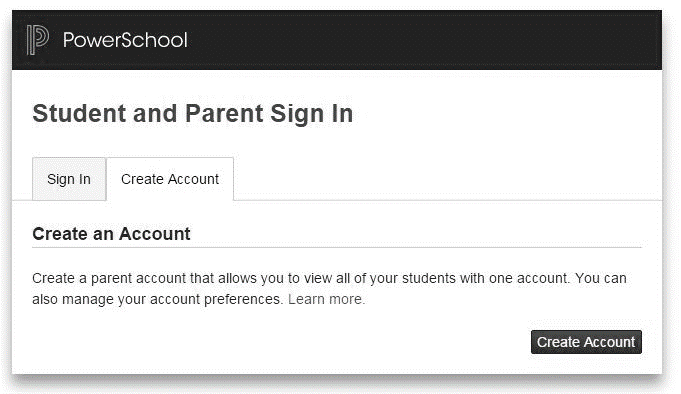 PowerSchool
Student and Parent Sign In
Sign In
Create Account
Create an Account
Create a parent account that allows you to view all of your students with one account. You can
also manage your account preferences. Learn more.
Create Account